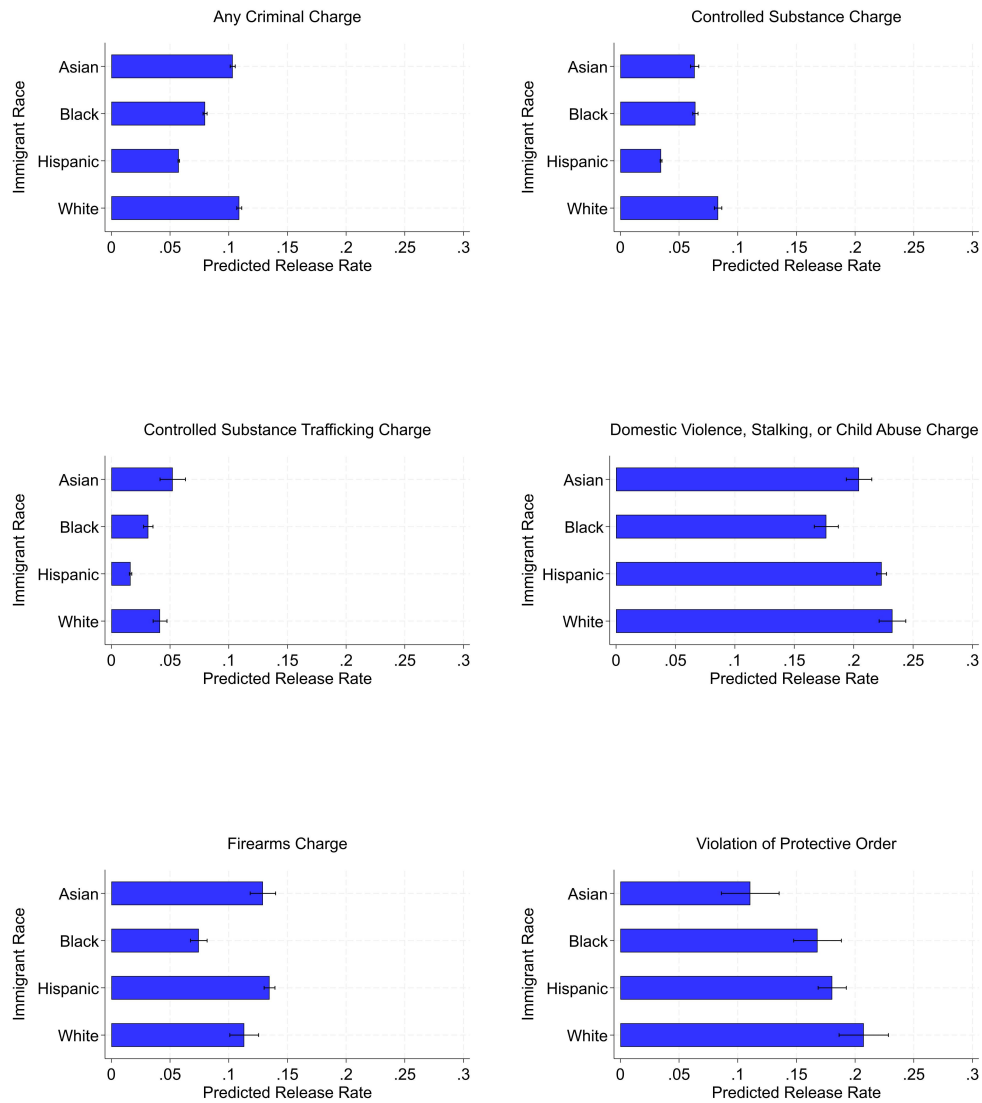 Any Criminal Charge
Immigrant Race
Asian
Black
Hispanic
White
0 .05 .1 .15 .2 .25 .3
Predicted Release Rate
Controlled Substance Charge
Immigrant Race
Asian
Black
Hispanic
White
0 .05 .1 .15 .2 .25 .3
Predicted Release Rate
Controlled Substance Trafficking Charge
Immigrant Race
Asian
Black
Hispanic
White
0 .05 .1 .15 .2 .25 .3
Predicted Release Rate
Domestic Violence, Stalking, or Child Abuse Charge
Immigrant Race
Asian
Black
Hispanic
White
0 .05 .1 .15 .2 .25 .3
Predicted Release Rate
Firearms Charge
Immigrant Race
Asian
Black
Hispanic
White
0 .05 .1 .15 .2 .25 .3
Predicted Release Rate
Violation of Protective Order
Immigrant Race
Asian
Black
Hispanic
White
0 .05 .1 .15 .2 .25 .3
Predicted Release Rate